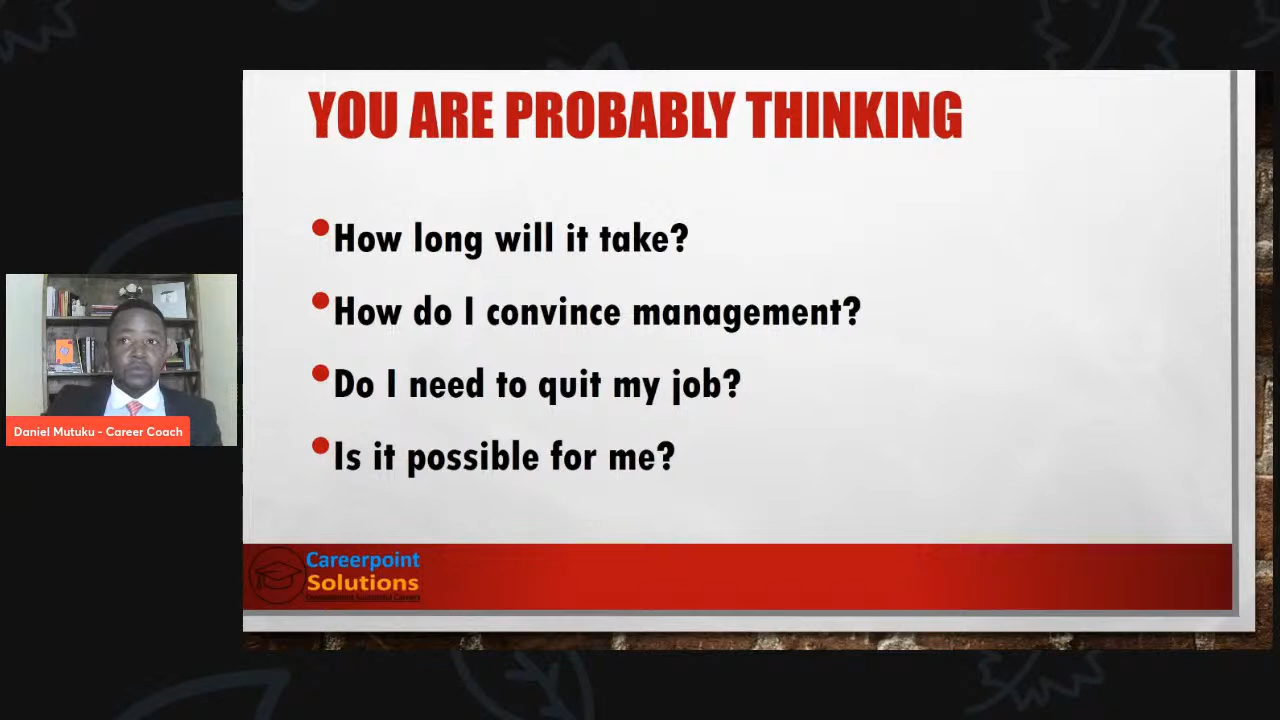 YOU ARE PROBABLY THINKING
•How long will it take?
•How do I convince management?
•Do I need to quit my job?
•Is it possible for me?
Daniel Mutuku - Career Coach
Careerpoint
Solutions